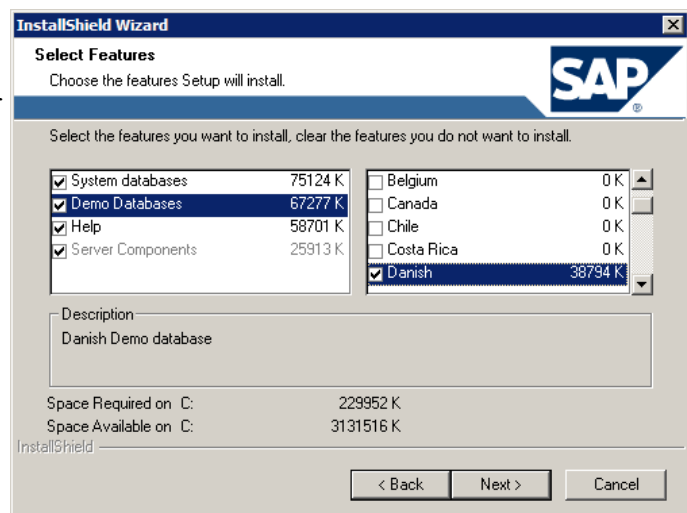 InstallShield Wizard
Select Features
Choose the features Setup will install.
SAP
®
Select the features you want to install, clear the features you do not want to install.
System databases 75124 K
Demo Databases 67277 K
Help 58701 K
Server Components 25913 K
Belgium 0 K
Canada 0 K
Chile 0 K
Costa Rica 0 K
Danish 38794 K
Description
Danish Demo database
Space Required on C: 229952 K
Space Available on C: 3131516 K
InstallShield
< Back
Next >
Cancel